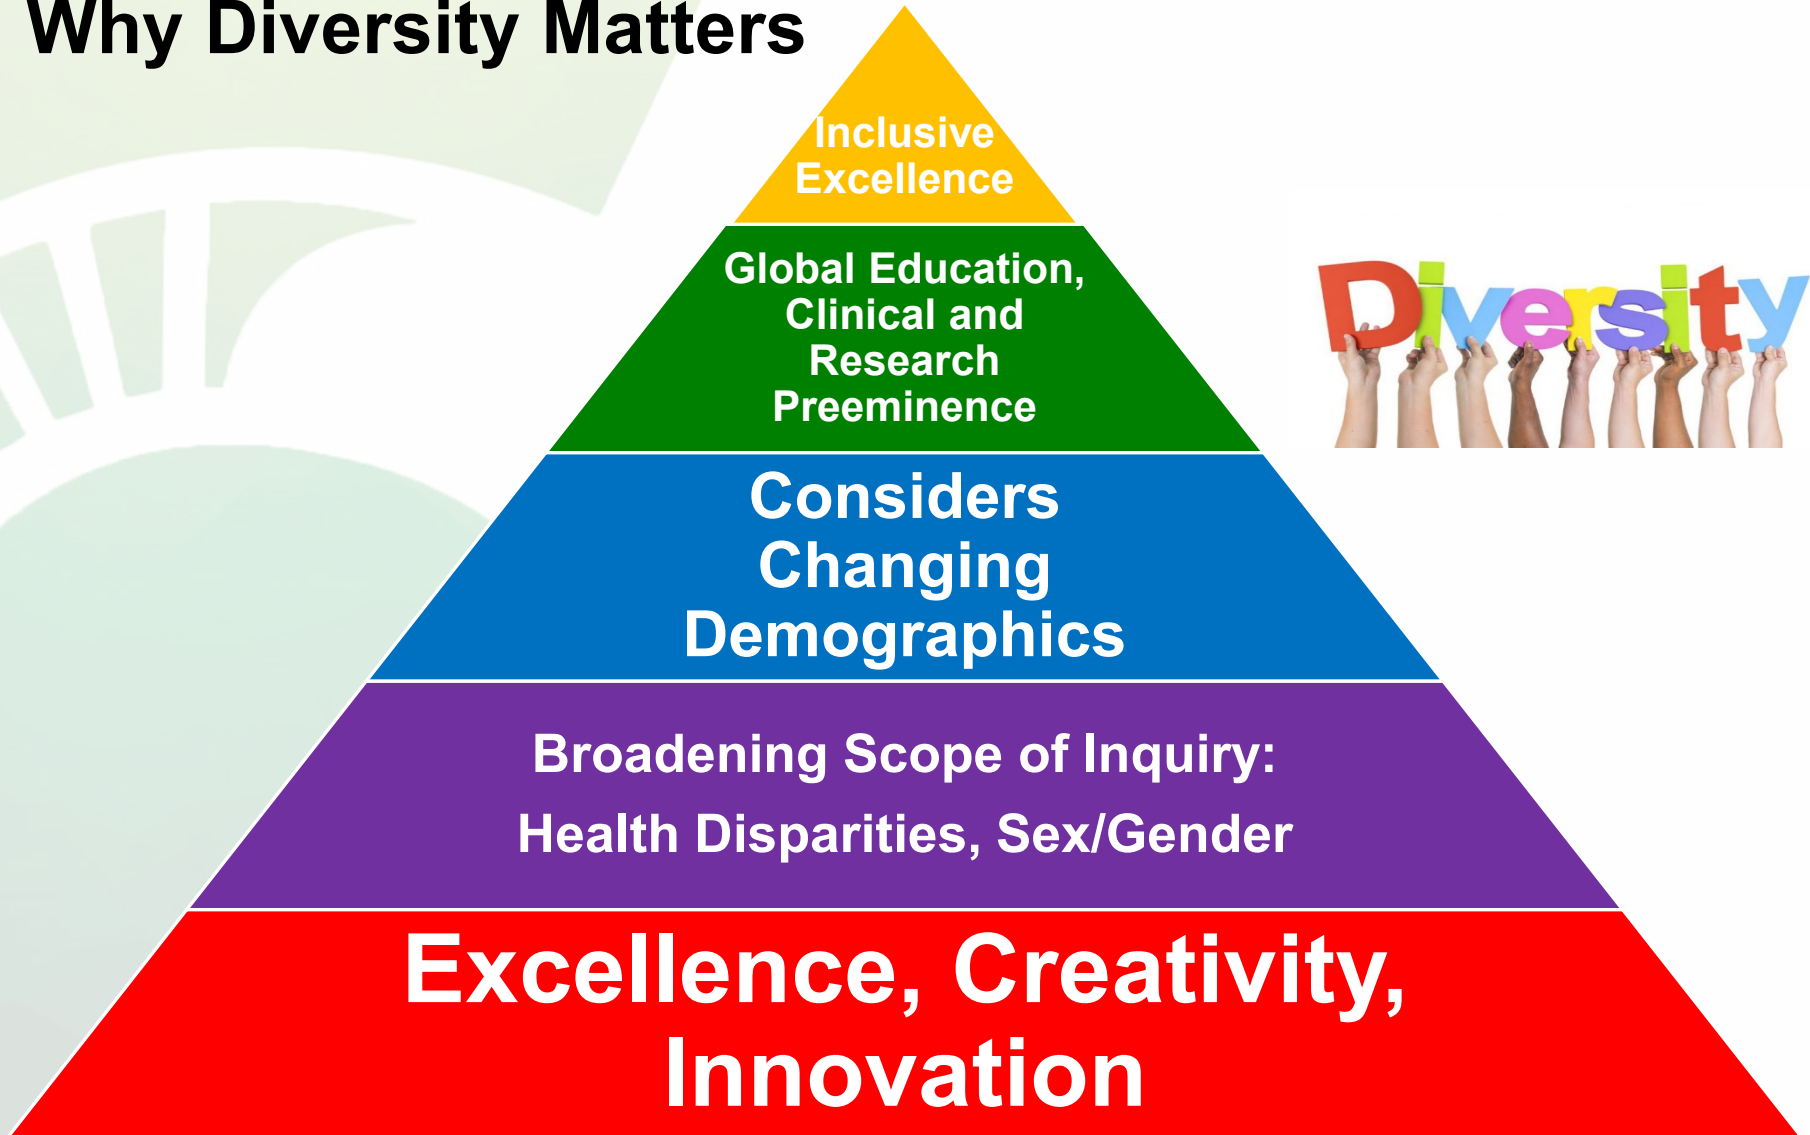 Why Diversity Matters
Inclusive
Excellence
Global Education,
Clinical and
Research
Preeminence
Diversity
Considers
Changing
Demographics
Broadening Scope of Inquiry:
Health Disparities, Sex/Gender
Excellence, Creativity,
Innovation